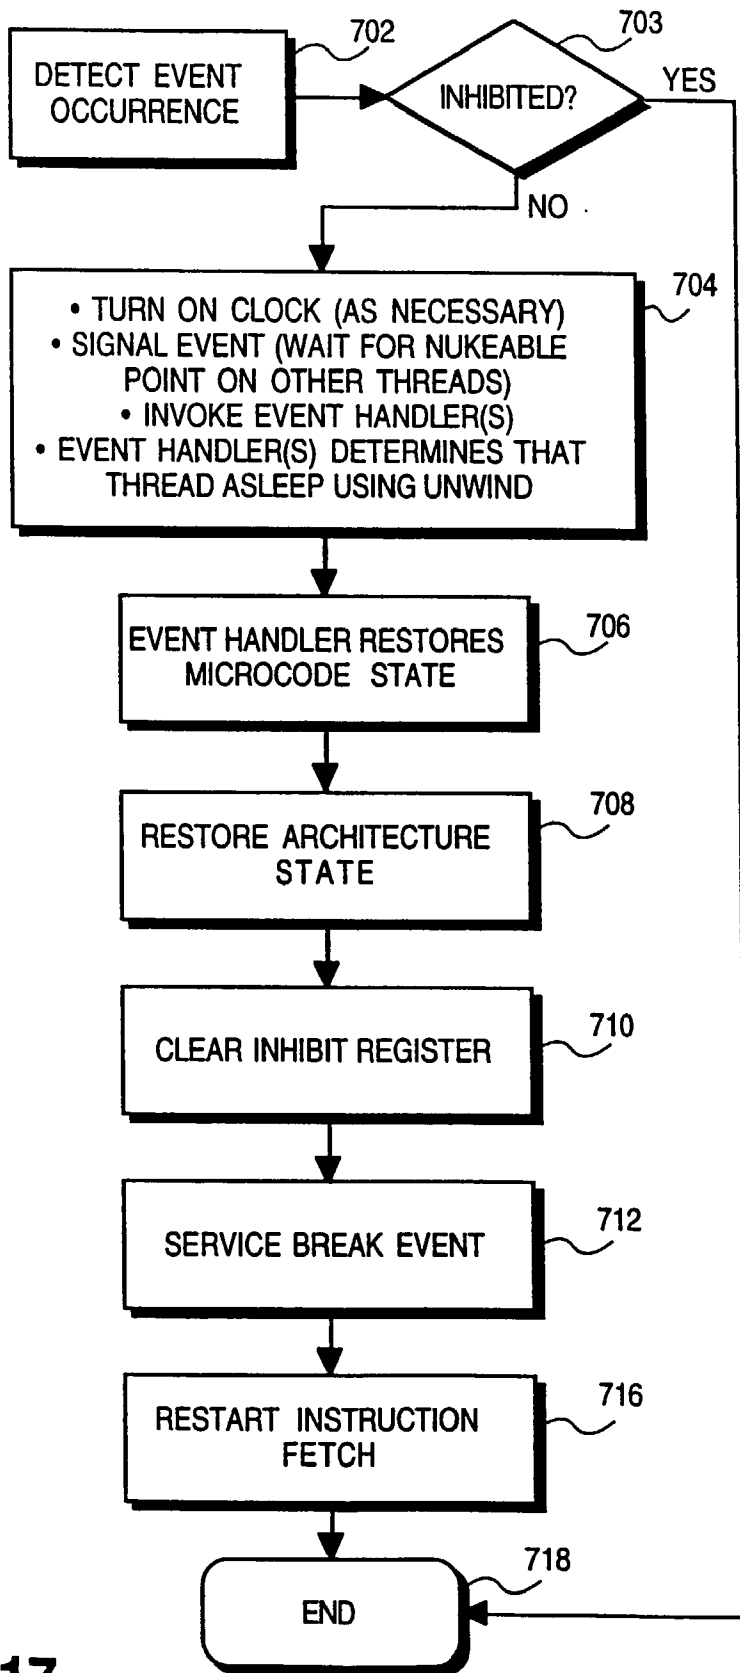 702
703
DETECT EVENT
OCCURRENCE
INHIBITED?
YES
NO
704
• TURN ON CLOCK (AS NECESSARY)
• SIGNAL EVENT (WAIT FOR NUKEABLE
POINT ON OTHER THREADS)
• INVOKE EVENT HANDLER(S)
• EVENT HANDLER(S) DETERMINES THAT
THREAD ASLEEP USING UNWIND
706
EVENT HANDLER RESTORES
MICROCODE STATE
708
RESTORE ARCHITECTURE
STATE
710
CLEAR INHIBIT REGISTER
712
SERVICE BREAK EVENT
716
RESTART INSTRUCTION
FETCH
718
END
17